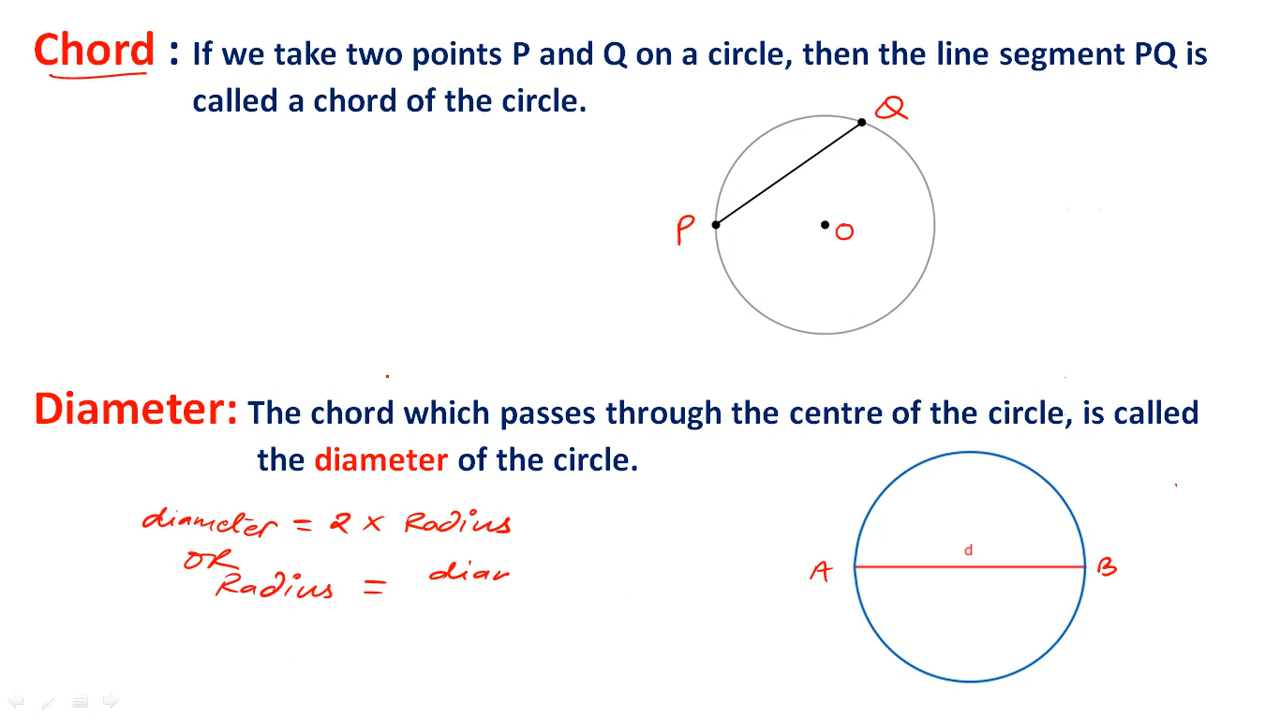 Chord : If we take two points P and Q on a circle, then the line segment PQ is
called a chord of the circle.
Q
P
O
Diameter: The chord which passes through the centre of the circle, is called
the diameter of the circle.
diameter = 2 × Radius
OR
Radius = diam
d
A
B